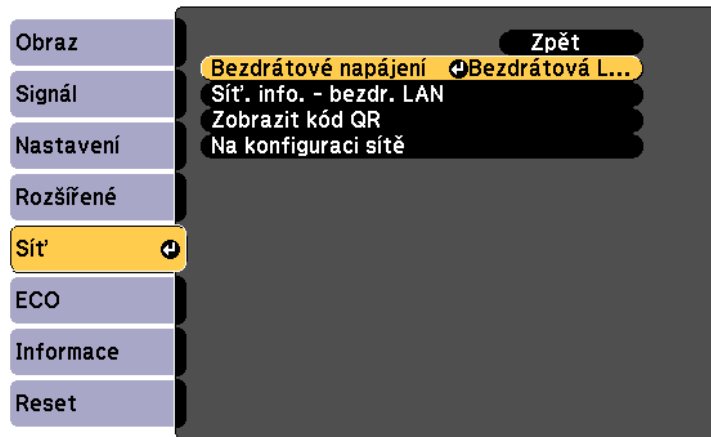 Obraz
Signál
Nastavení
Rozšířené
Síť
ECO
Informace
Reset
Zpět
Bezdrátové napájení Bezdrátová L...
Síť. info. - bezdr. LAN
Zobrazit kód QR
Na konfiguraci sítě